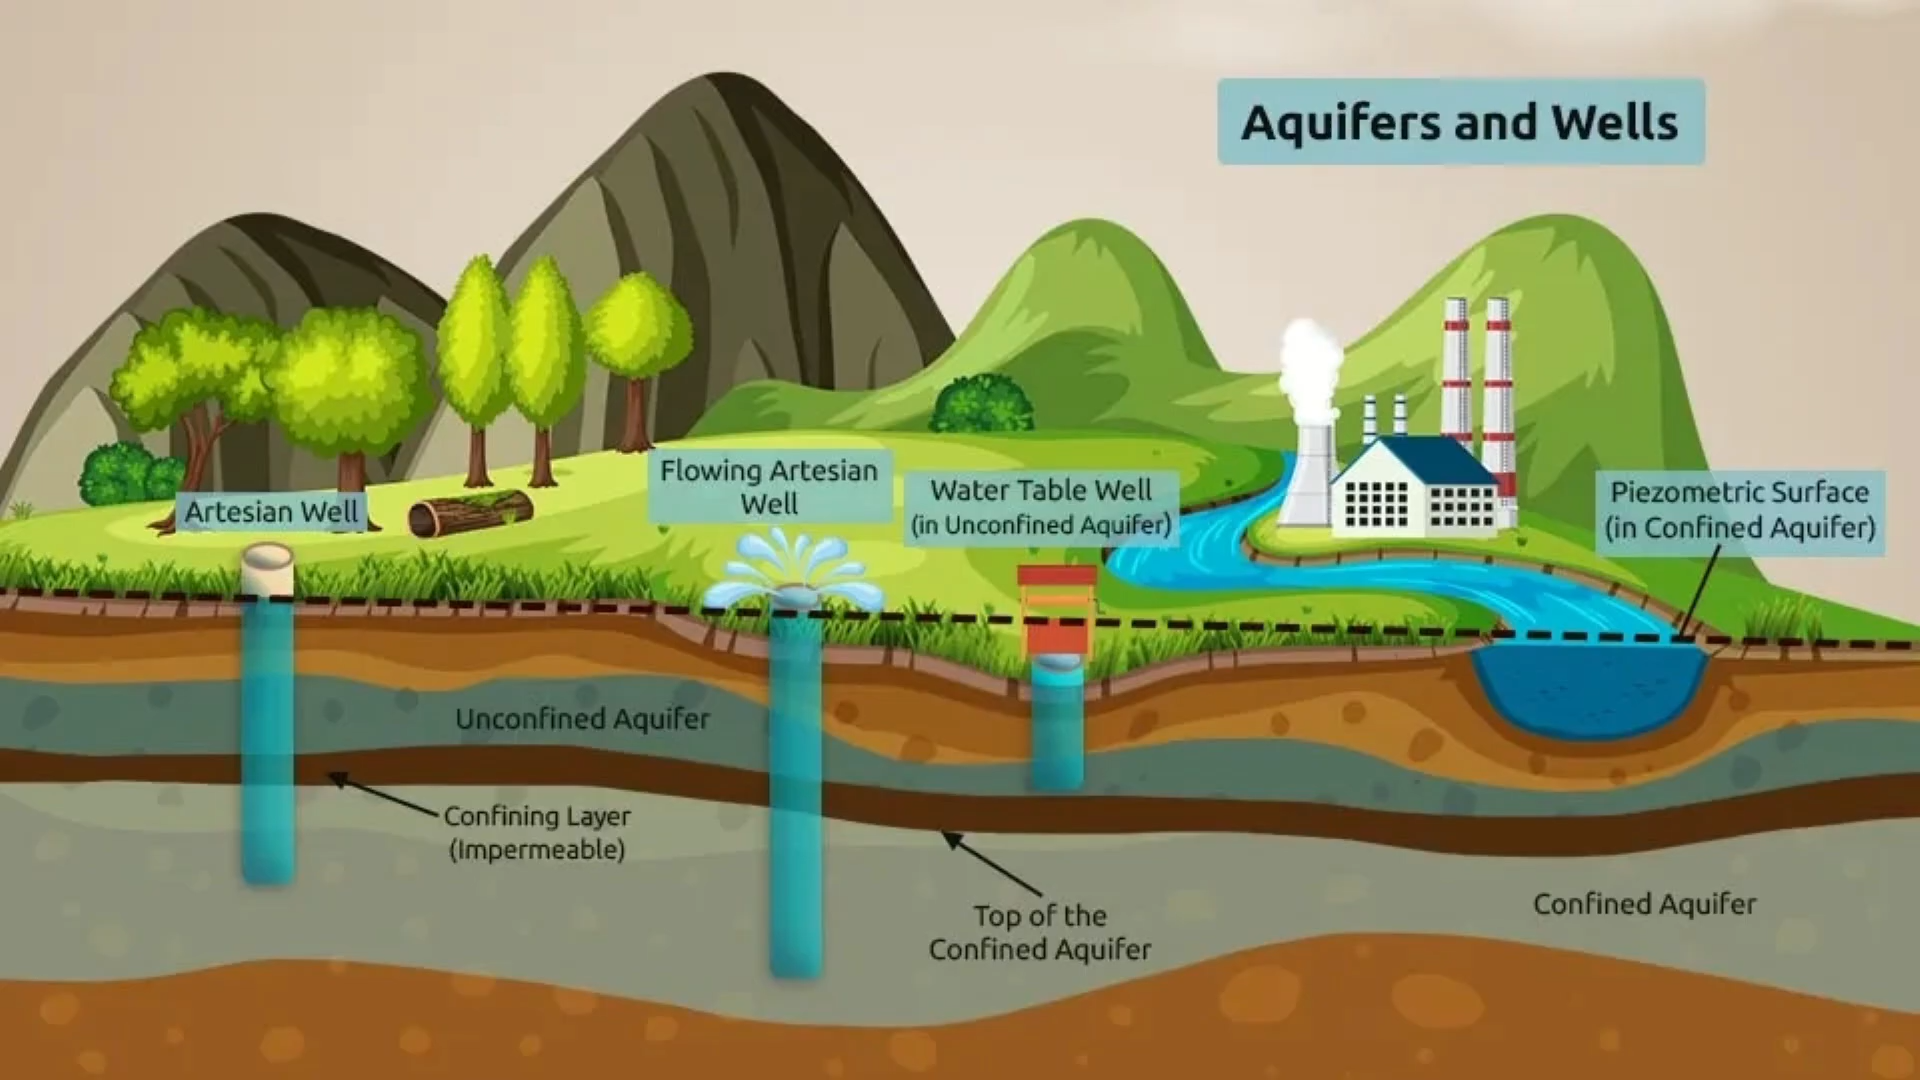 Aquifers and Wells
Artesian Well
Flowing Artesian
Well
Water Table Well
(in Unconfined Aquifer)
Piezometric Surface
(in Confined Aquifer)
Unconfined Aquifer
Confining Layer
(Impermeable)
Top of the
Confined Aquifer
Confined Aquifer